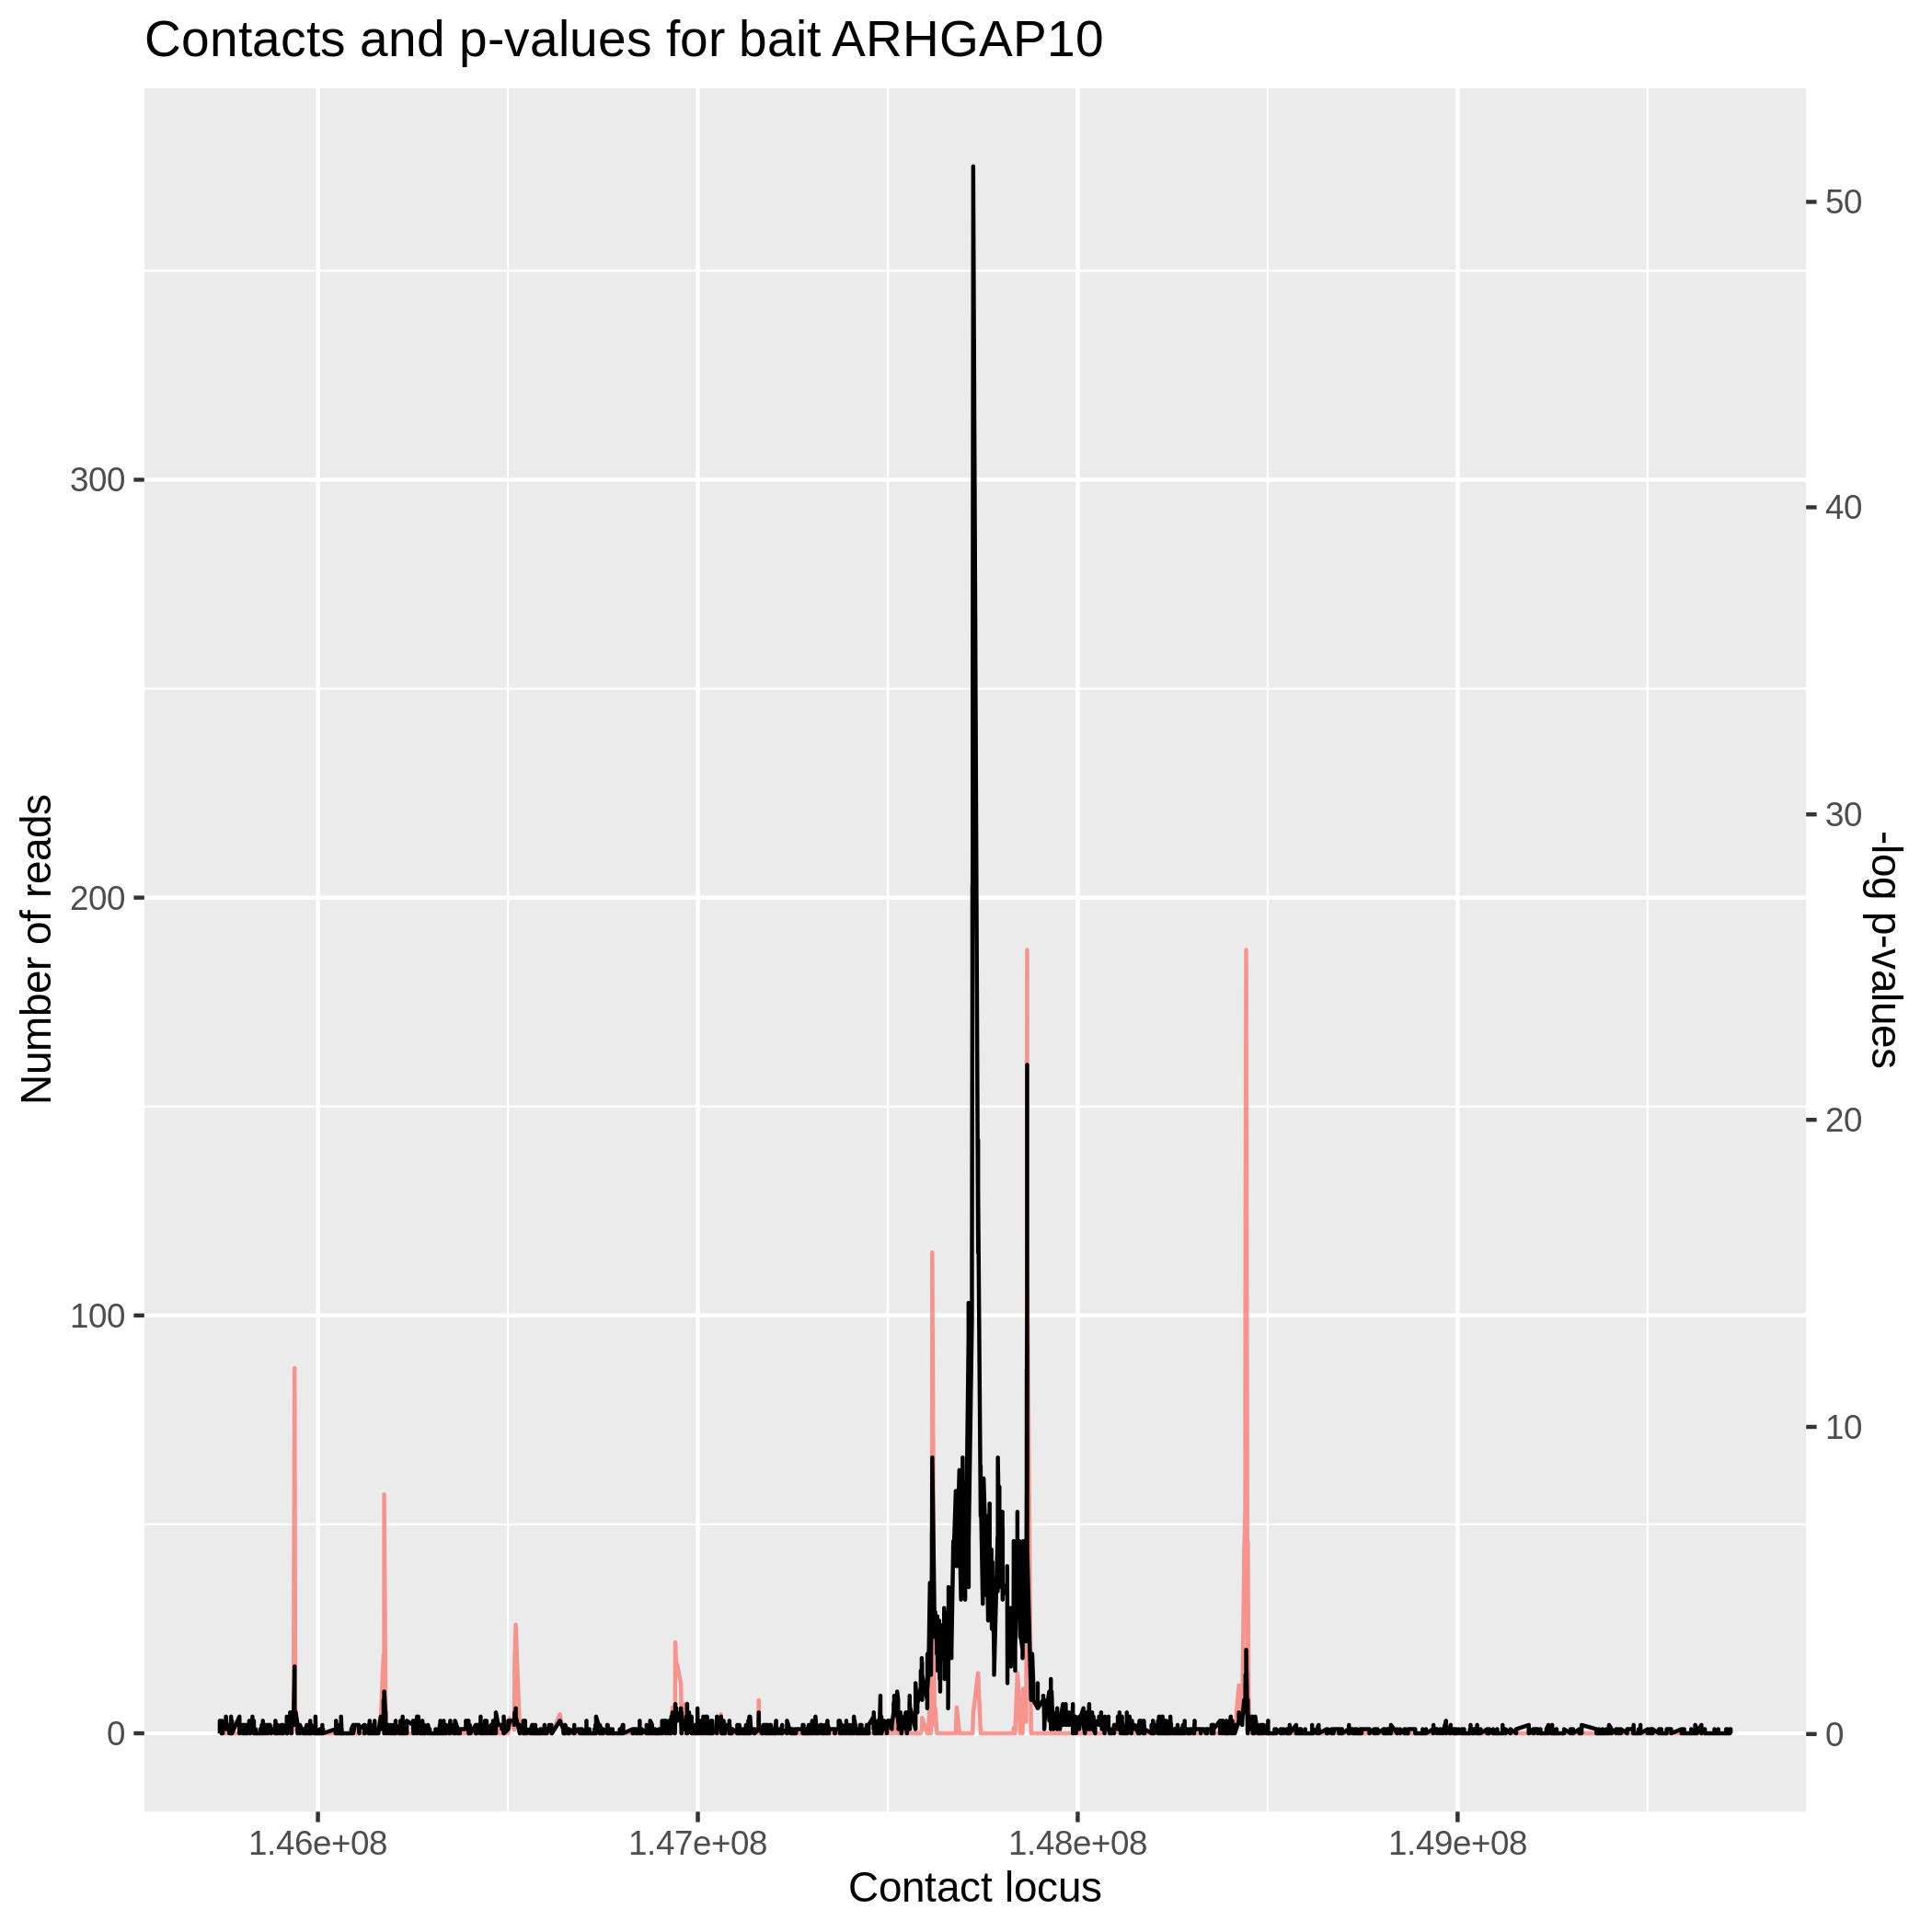 Contacts and p-values for bait ARHGAP10
Number of reads
300
200
100
0
50
40
30
20
10
0
-log p-values
1.46e+08
1.47e+08
1.48e+08
1.49e+08
Contact locus